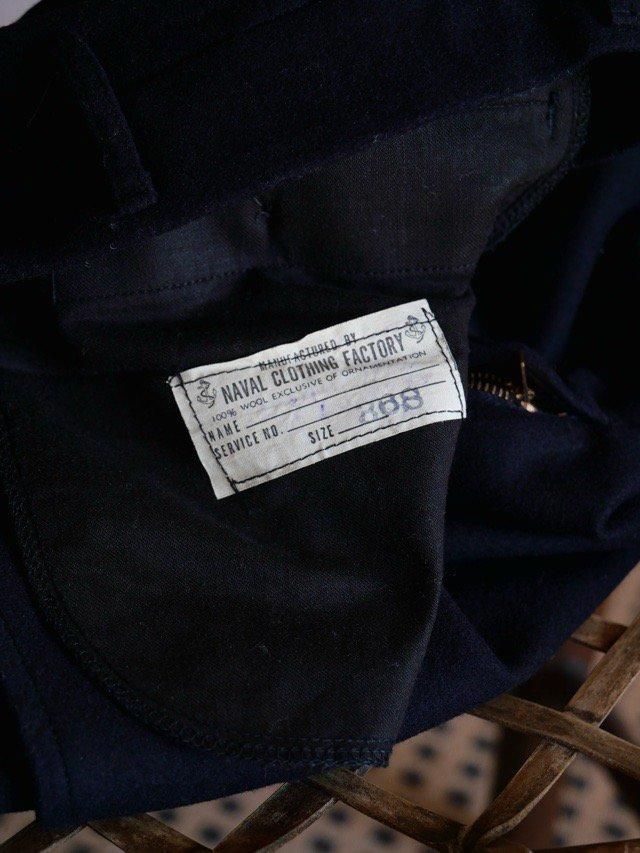 MANUFACTURED BY
NAVAL CLOTHING FACTORY
100% WOOL EXCLUSIVE OF ORNAMENTATION
NAME
SERVICE NO.
SIZE